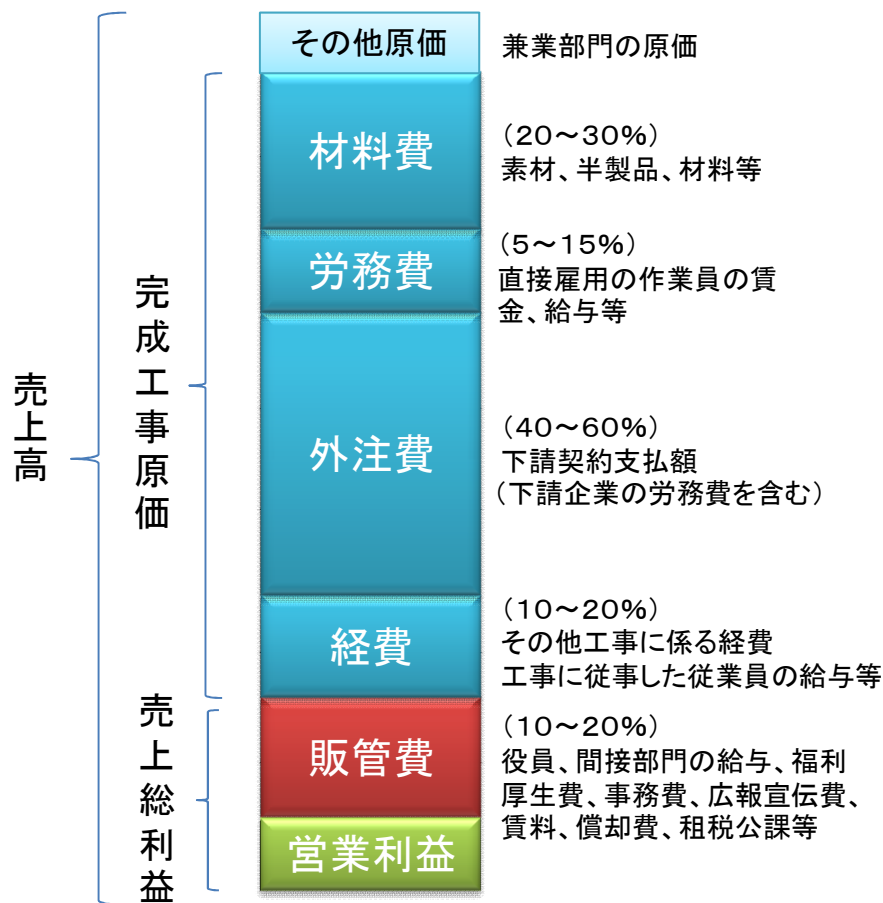 その他原価
兼業部門の原価
材料費
（20～30％）
素材、半製品、材料等
労務費
（5～15％）
直接雇用の作業員の賃
金、給与等
完成工事原価
売上高
外注費
（40～60％）
下請契約支払額
（下請企業の労務費を含む）
経費
（10～20％）
その他工事に係る経費
工事に従事した従業員の給与等
売上総利益
販管費
（10～20％）
役員、間接部門の給与、福利
厚生費、事務費、広報宣伝費、
賃料、償却費、租税公課等
営業利益